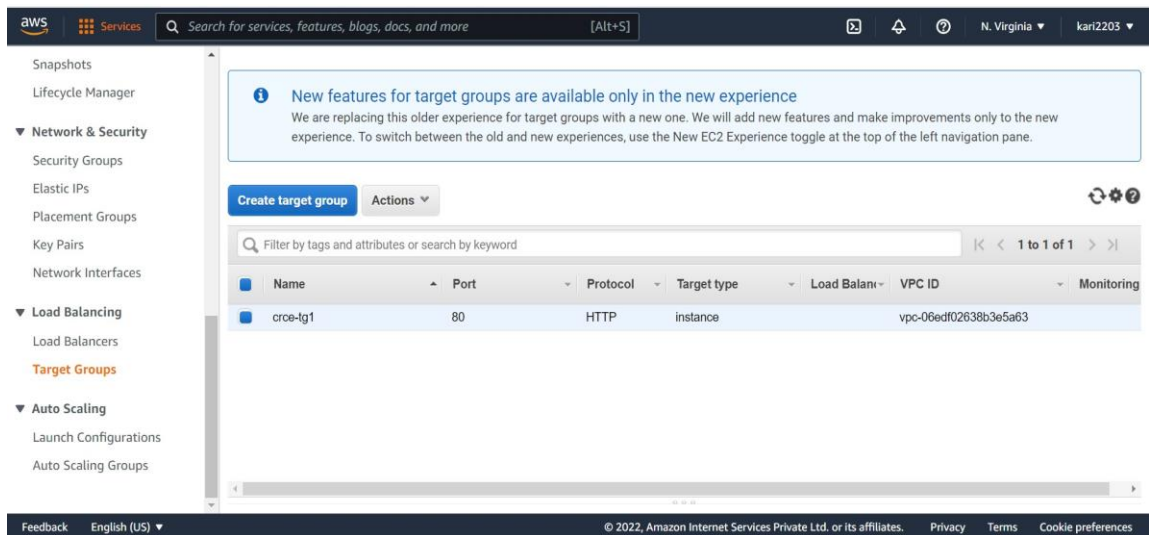 aws
Services
Search for services, features, blogs, docs, and more
[Alt+S]
N. Virginia
kari2203
Snapshots
Lifecycle Manager
Network & Security
Security Groups
Elastic IPs
Placement Groups
Key Pairs
Network Interfaces
Load Balancing
Load Balancers
Target Groups
Auto Scaling
Launch Configurations
Auto Scaling Groups
New features for target groups are available only in the new experience
We are replacing this older experience for target groups with a new one. We will add new features and make improvements only to the new
experience. To switch between the old and new experiences, use the New EC2 Experience toggle at the top of the left navigation pane.
Create target group Actions
Filter by tags and attributes or search by keyword
1 to 1 of 1
Name Port Protocol Target type Load Balanc VPC ID Monitoring
crce-tg1 80 HTTP instance vpc-06edf02638b3e5a63
Feedback English (US) © 2022, Amazon Internet Services Private Ltd. or its affiliates. Privacy Terms Cookie preferences